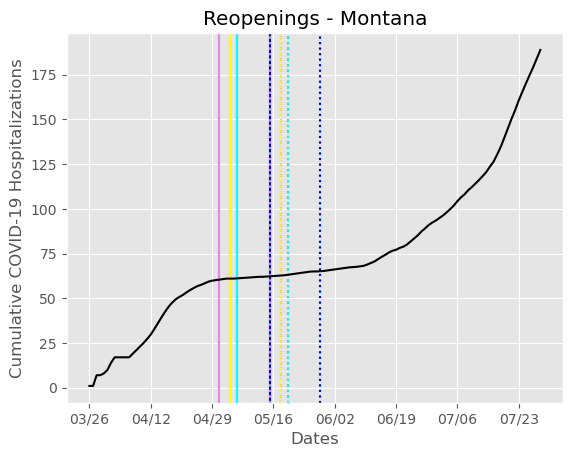 Reopenings - Montana
Cumulative COVID-19 Hospitalizations
175
150
125
100
75
50
25
0
03/26 04/12 04/29 05/16 06/02 06/19 07/06 07/23
Dates